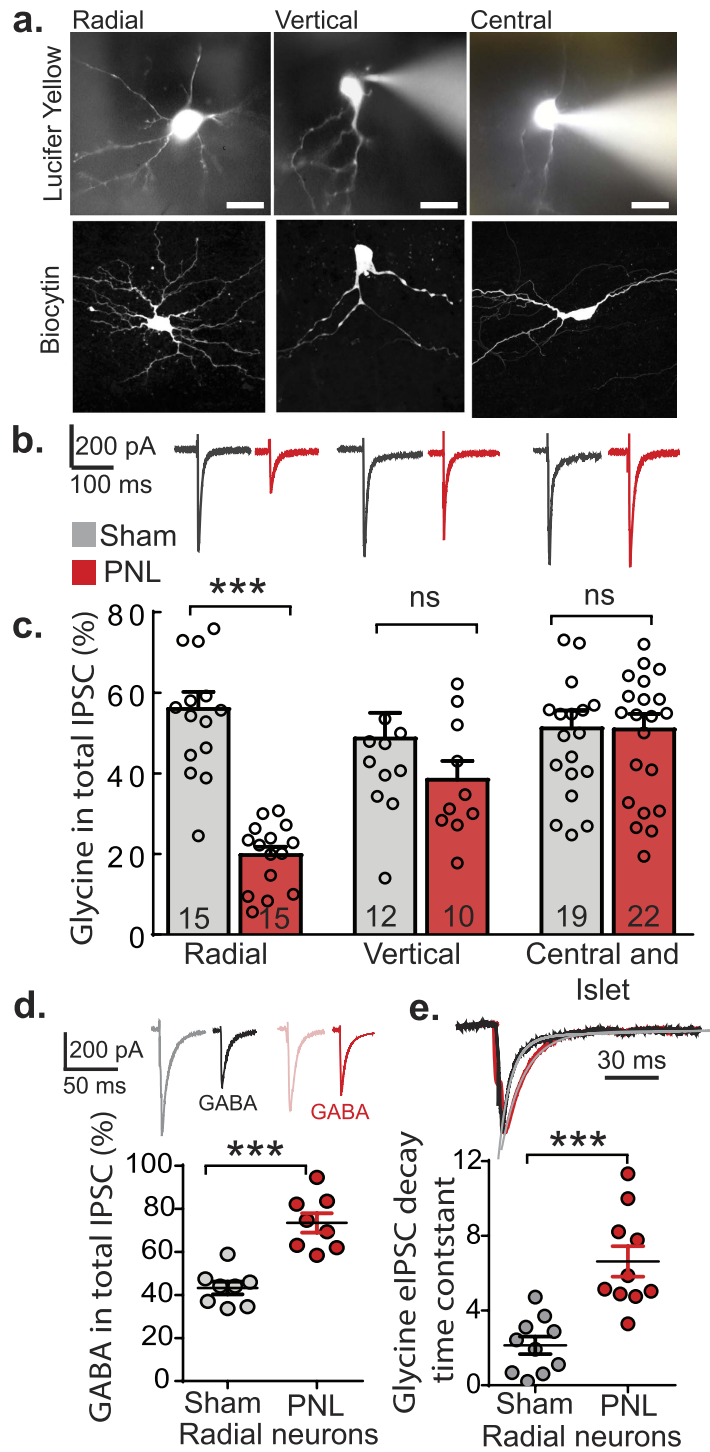 a.
Radial Vertical Central
Lucifer Yellow
Biocytin
b.
200 pA
100 ms
Sham
PNL
c.
*** ns ns
Glycine in total IPSC (%)
80
60
40
20
0
15 15 12 10 19 22
Radial Vertical Central and
Islet
d.
200 pA
50 ms
GABA GABA
GABA in total IPSC (%)
***
100
80
60
40
20
0
Sham PNL
Radial neurons
e.
30 ms
Glycine eIPSC decay
time contstant
***
12
8
4
0
Sham PNL
Radial neurons